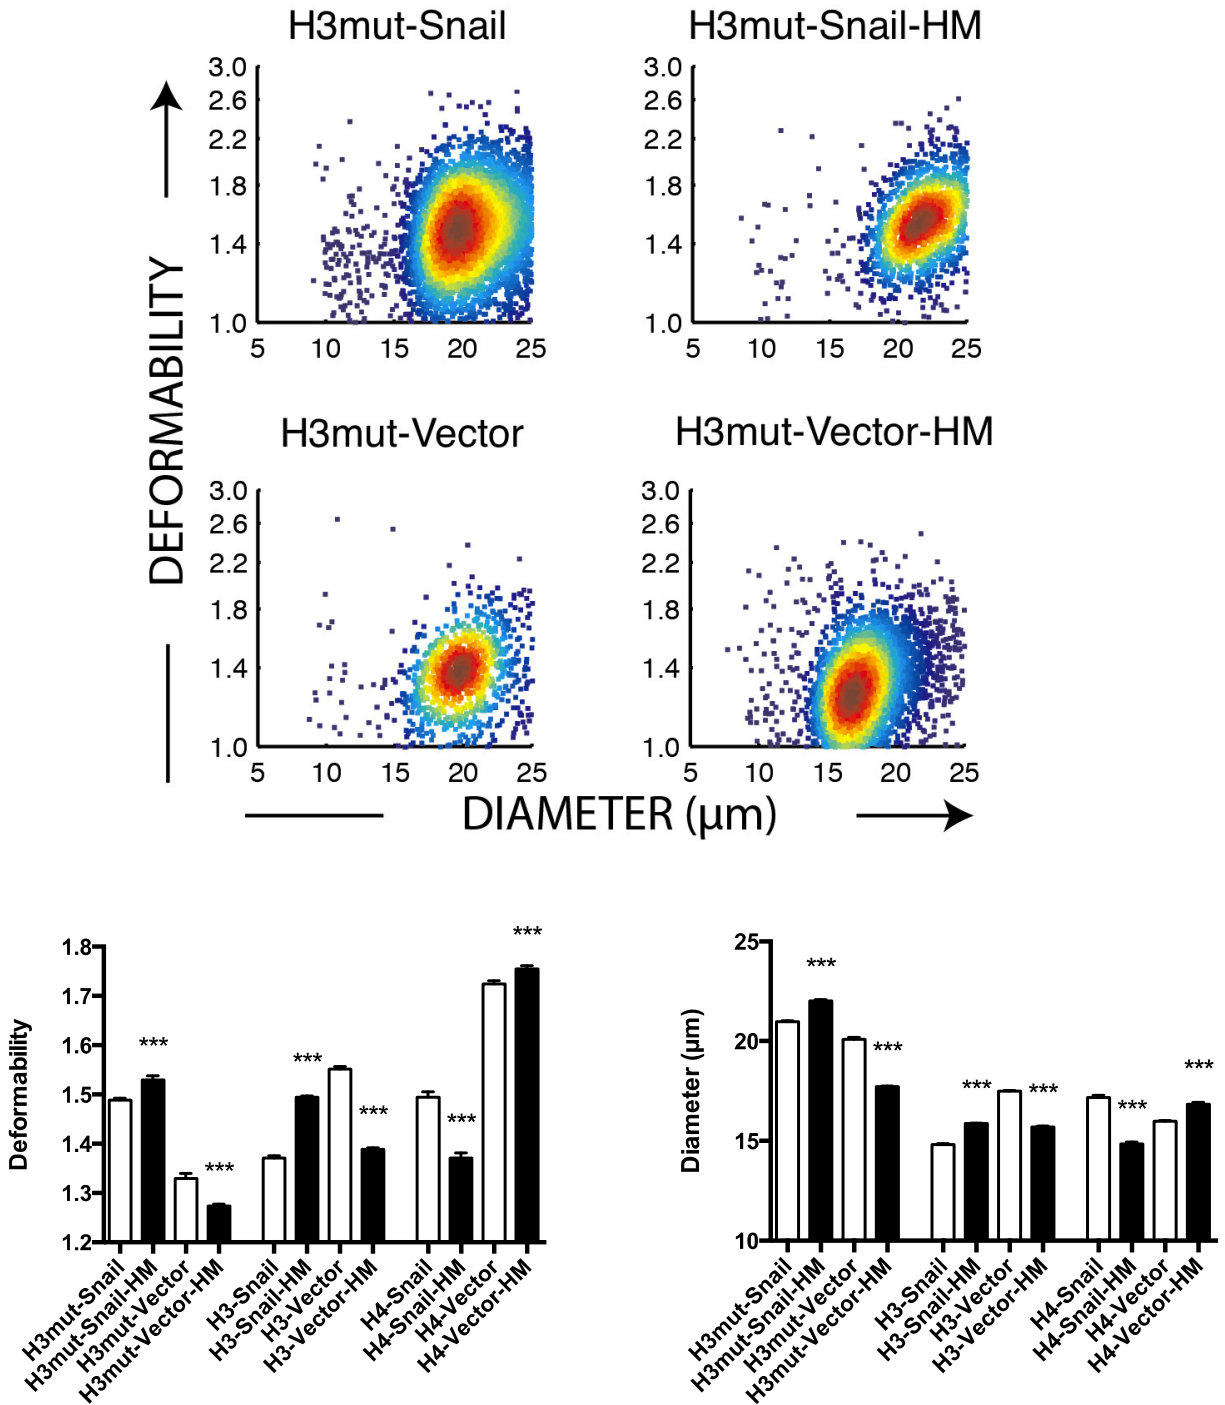 H3mut-Snail
H3mut-Snail-HM
DEFORMABILITY
3.0
2.6
2.2
1.8
1.4
1.0
5 10 15 20 25
3.0
2.6
2.2
1.8
1.4
1.0
5 10 15 20 25
H3mut-Vector
H3mut-Vector-HM
3.0
2.6
2.2
1.8
1.4
1.0
5 10 15 20 25
3.0
2.6
2.2
1.8
1.4
1.0
5 10 15 20 25
DIAMETER (μm)
Deformability
1.8
1.7
1.6
1.5
1.4
1.3
1.2
***
***
***
***
***
***
H3mut-Snail
H3mut-Snail-HM
H3mut-Vector
H3mut-Vector-HM
H3-Snail
H3-Snail-HM
H3-Vector
H3-Vector-HM
H4-Snail
H4-Snail-HM
H4-Vector
H4-Vector-HM
Diameter (μm)
25
20
15
10
***
***
***
***
***
***
H3mut-Snail
H3mut-Snail-HM
H3mut-Vector
H3mut-Vector-HM
H3-Snail
H3-Snail-HM
H3-Vector
H3-Vector-HM
H4-Snail
H4-Snail-HM
H4-Vector
H4-Vector-HM